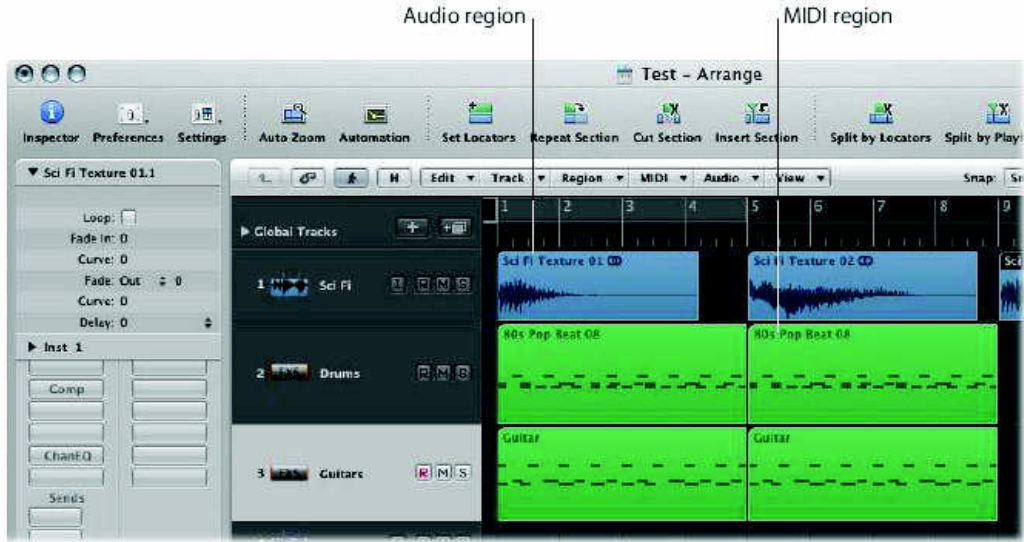 Audio region MIDI region
Test - Arrange
Inspector Preferences Settings Auto Zoom Automation Set Locators Repeat Section Cut Section Insert Section Split by Locators Split by Play
Sci Fi Texture 01.1
H Edit Track Region MIDI Audio View Snap:
1 2 3 4 5 6 7 8 9
Loop:
Global Tracks
Fade In: 0
Curve: 0
Fade: Out 0
Curve: 0
Delay: 0
Sci Fi Texture 01 Sci Fi Texture 02 Sci
1 Sci Fi I R M S
Inst 1
80s Pop Beat 08 80s Pop Beat 08
2 Drums R M S
Comp
ChanEQ
Guitar Guitar
3 Guitars R M S
Sends